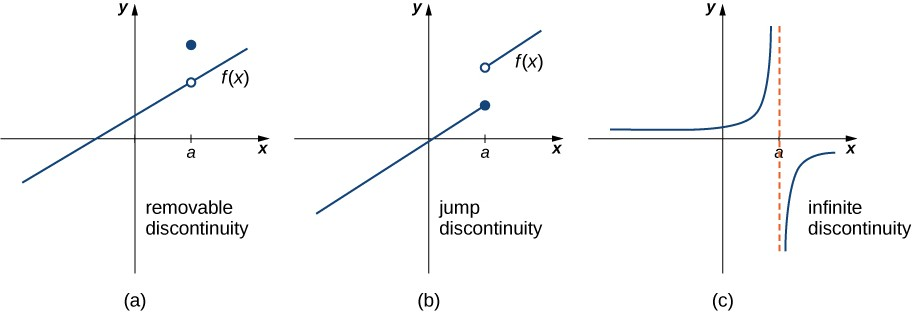 y
f(x)
a
x
removable
discontinuity
(a)
y
f(x)
a
x
jump
discontinuity
(b)
y
a
x
infinite
discontinuity
(c)